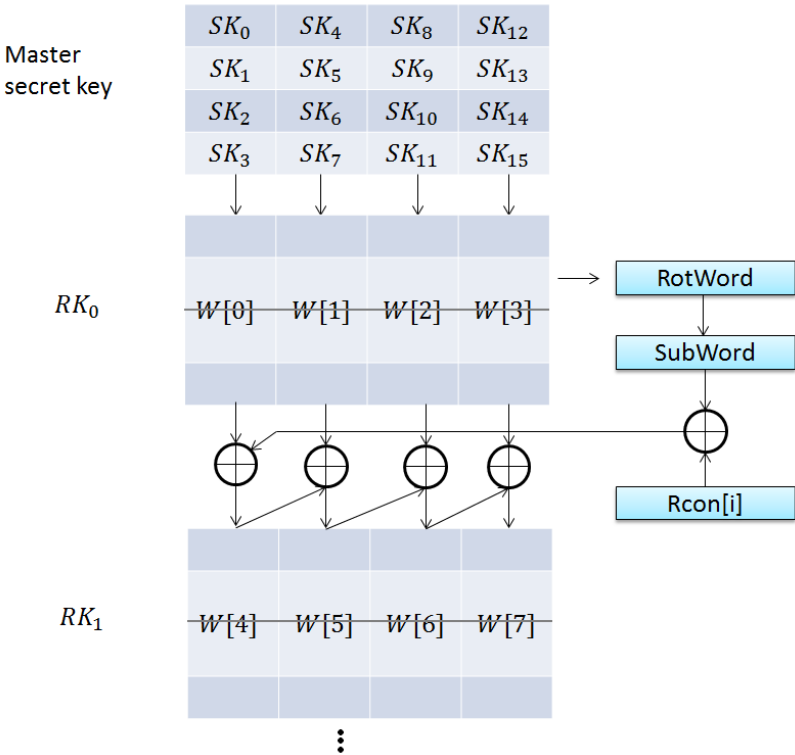 SK₀ SK₄ SK₈ SK₁₂
Master
secret key
SK₁ SK₅ SK₉ SK₁₃
SK₂ SK₆ SK₁₀ SK₁₄
SK₃ SK₇ SK₁₁ SK₁₅
RotWord
RK₀ W[0] W[1] W[2] W[3]
SubWord
Rcon[i]
RK₁ W[4] W[5] W[6] W[7]